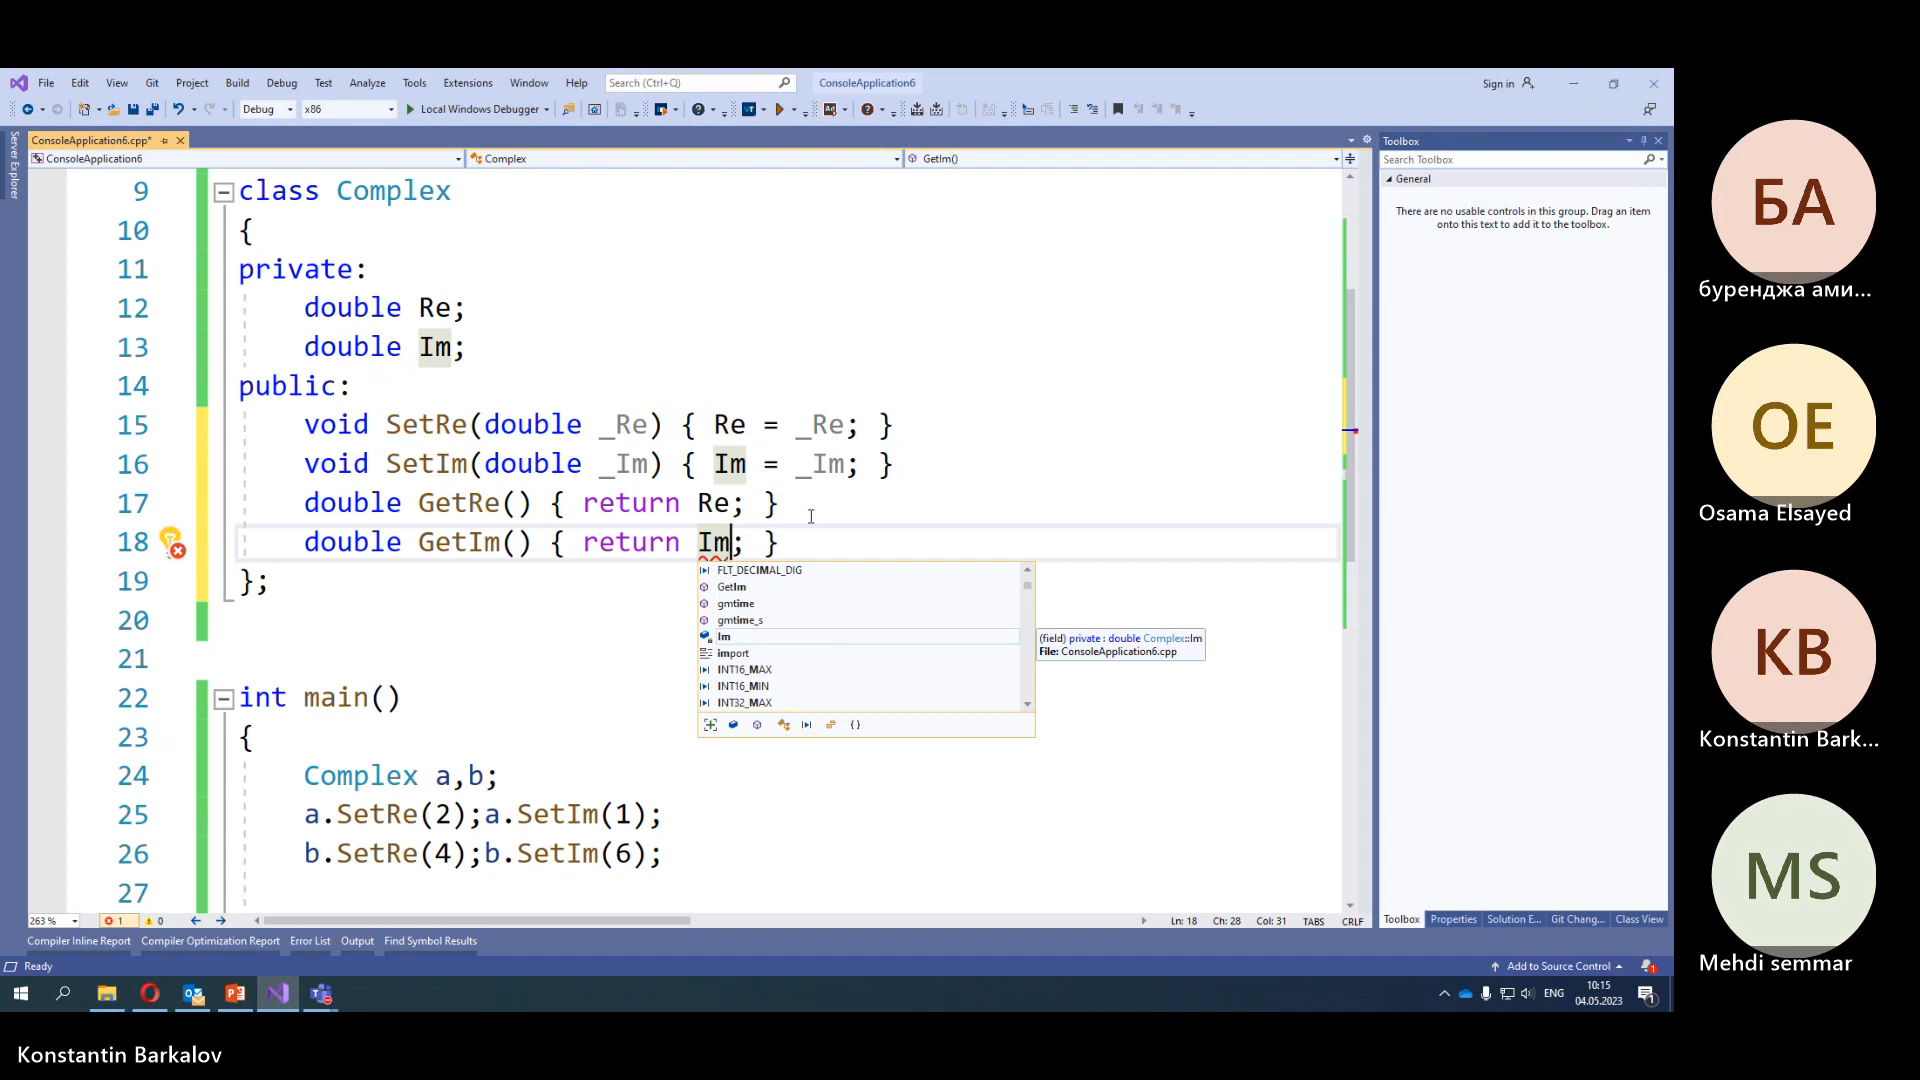 File Edit View Git Project Build Debug Test Analyze Tools Extensions Window Help Search (Ctrl+Q) ConsoleApplication6 Sign in
Debug x86 Local Windows Debugger
Server Explorer
ConsoleApplication6.cpp*
ConsoleApplication6 Complex GetIm()
9 class Complex
10 {
11 private:
12 double Re;
13 double Im;
14 public:
15 void SetRe(double _Re) { Re = _Re; }
16 void SetIm(double _Im) { Im = _Im; }
17 double GetRe() { return Re; }
18 double GetIm() { return Im; }
19 };
20
21
22 int main()
23 {
24 Complex a,b;
25 a.SetRe(2);a.SetIm(1);
26 b.SetRe(4);b.SetIm(6);
27
FLT_DECIMAL_DIG
GetIm
gmtime
gmtime_s
Im
import
INT16_MAX
INT16_MIN
INT32_MAX
(field) private : double Complex::Im
File: ConsoleApplication6.cpp
263 % 1 0 Ln: 18 Ch: 28 Col: 31 TABS CRLF
Toolbox
Search Toolbox
General
There are no usable controls in this group. Drag an item
onto this text to add it to the toolbox.
Toolbox Properties Solution E... Git Chang... Class View
Compiler Inline Report Compiler Optimization Report Error List Output Find Symbol Results
Ready Add to Source Control 1
ENG 10:15
04.05.2023 1
БА
буренджа ами...
OE
Osama Elsayed
KB
Konstantin Bark...
MS
Mehdi semmar
Konstantin Barkalov